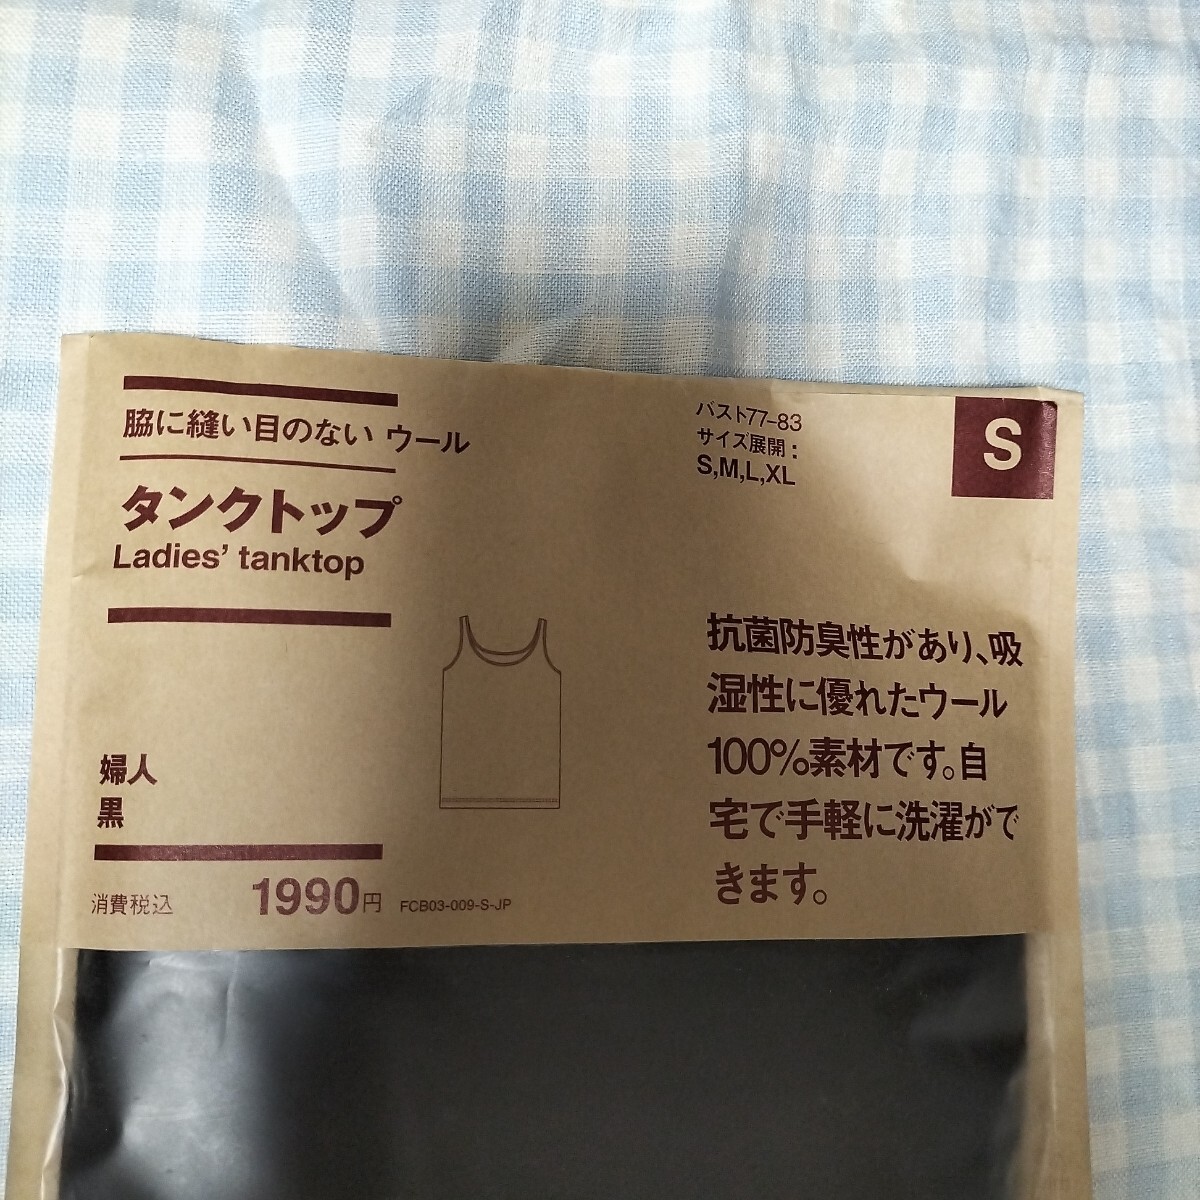 脇に縫い目のない ウール
タンクトップ
Ladies' tanktop
バスト77-83
サイズ展開：
S,M,L,XL
S
抗菌防臭性があり、吸
湿性に優れたウール
100%素材です。自
宅で手軽に洗濯がで
きます。
婦人
黒
消費税込 1990円 FCB03-009-S-JP